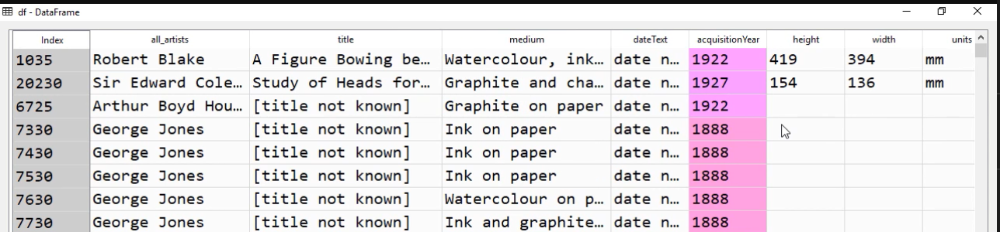 df - DataFrame
Index all_artists title medium dateText acquisitionYear height width units
1035 Robert Blake A Figure Bowing be... Watercolour, ink... date n... 1922 419 394 mm
20230 Sir Edward Cole... Study of Heads for... Graphite and cha... date n... 1927 154 136 mm
6725 Arthur Boyd Hou... [title not known] Graphite on paper date n... 1922
7330 George Jones [title not known] Ink on paper date n... 1888
7430 George Jones [title not known] Ink on paper date n... 1888
7530 George Jones [title not known] Ink on paper date n... 1888
7630 George Jones [title not known] Watercolour on p... date n... 1888
7730 George Jones [title not known] Ink and graphite... date n... 1888